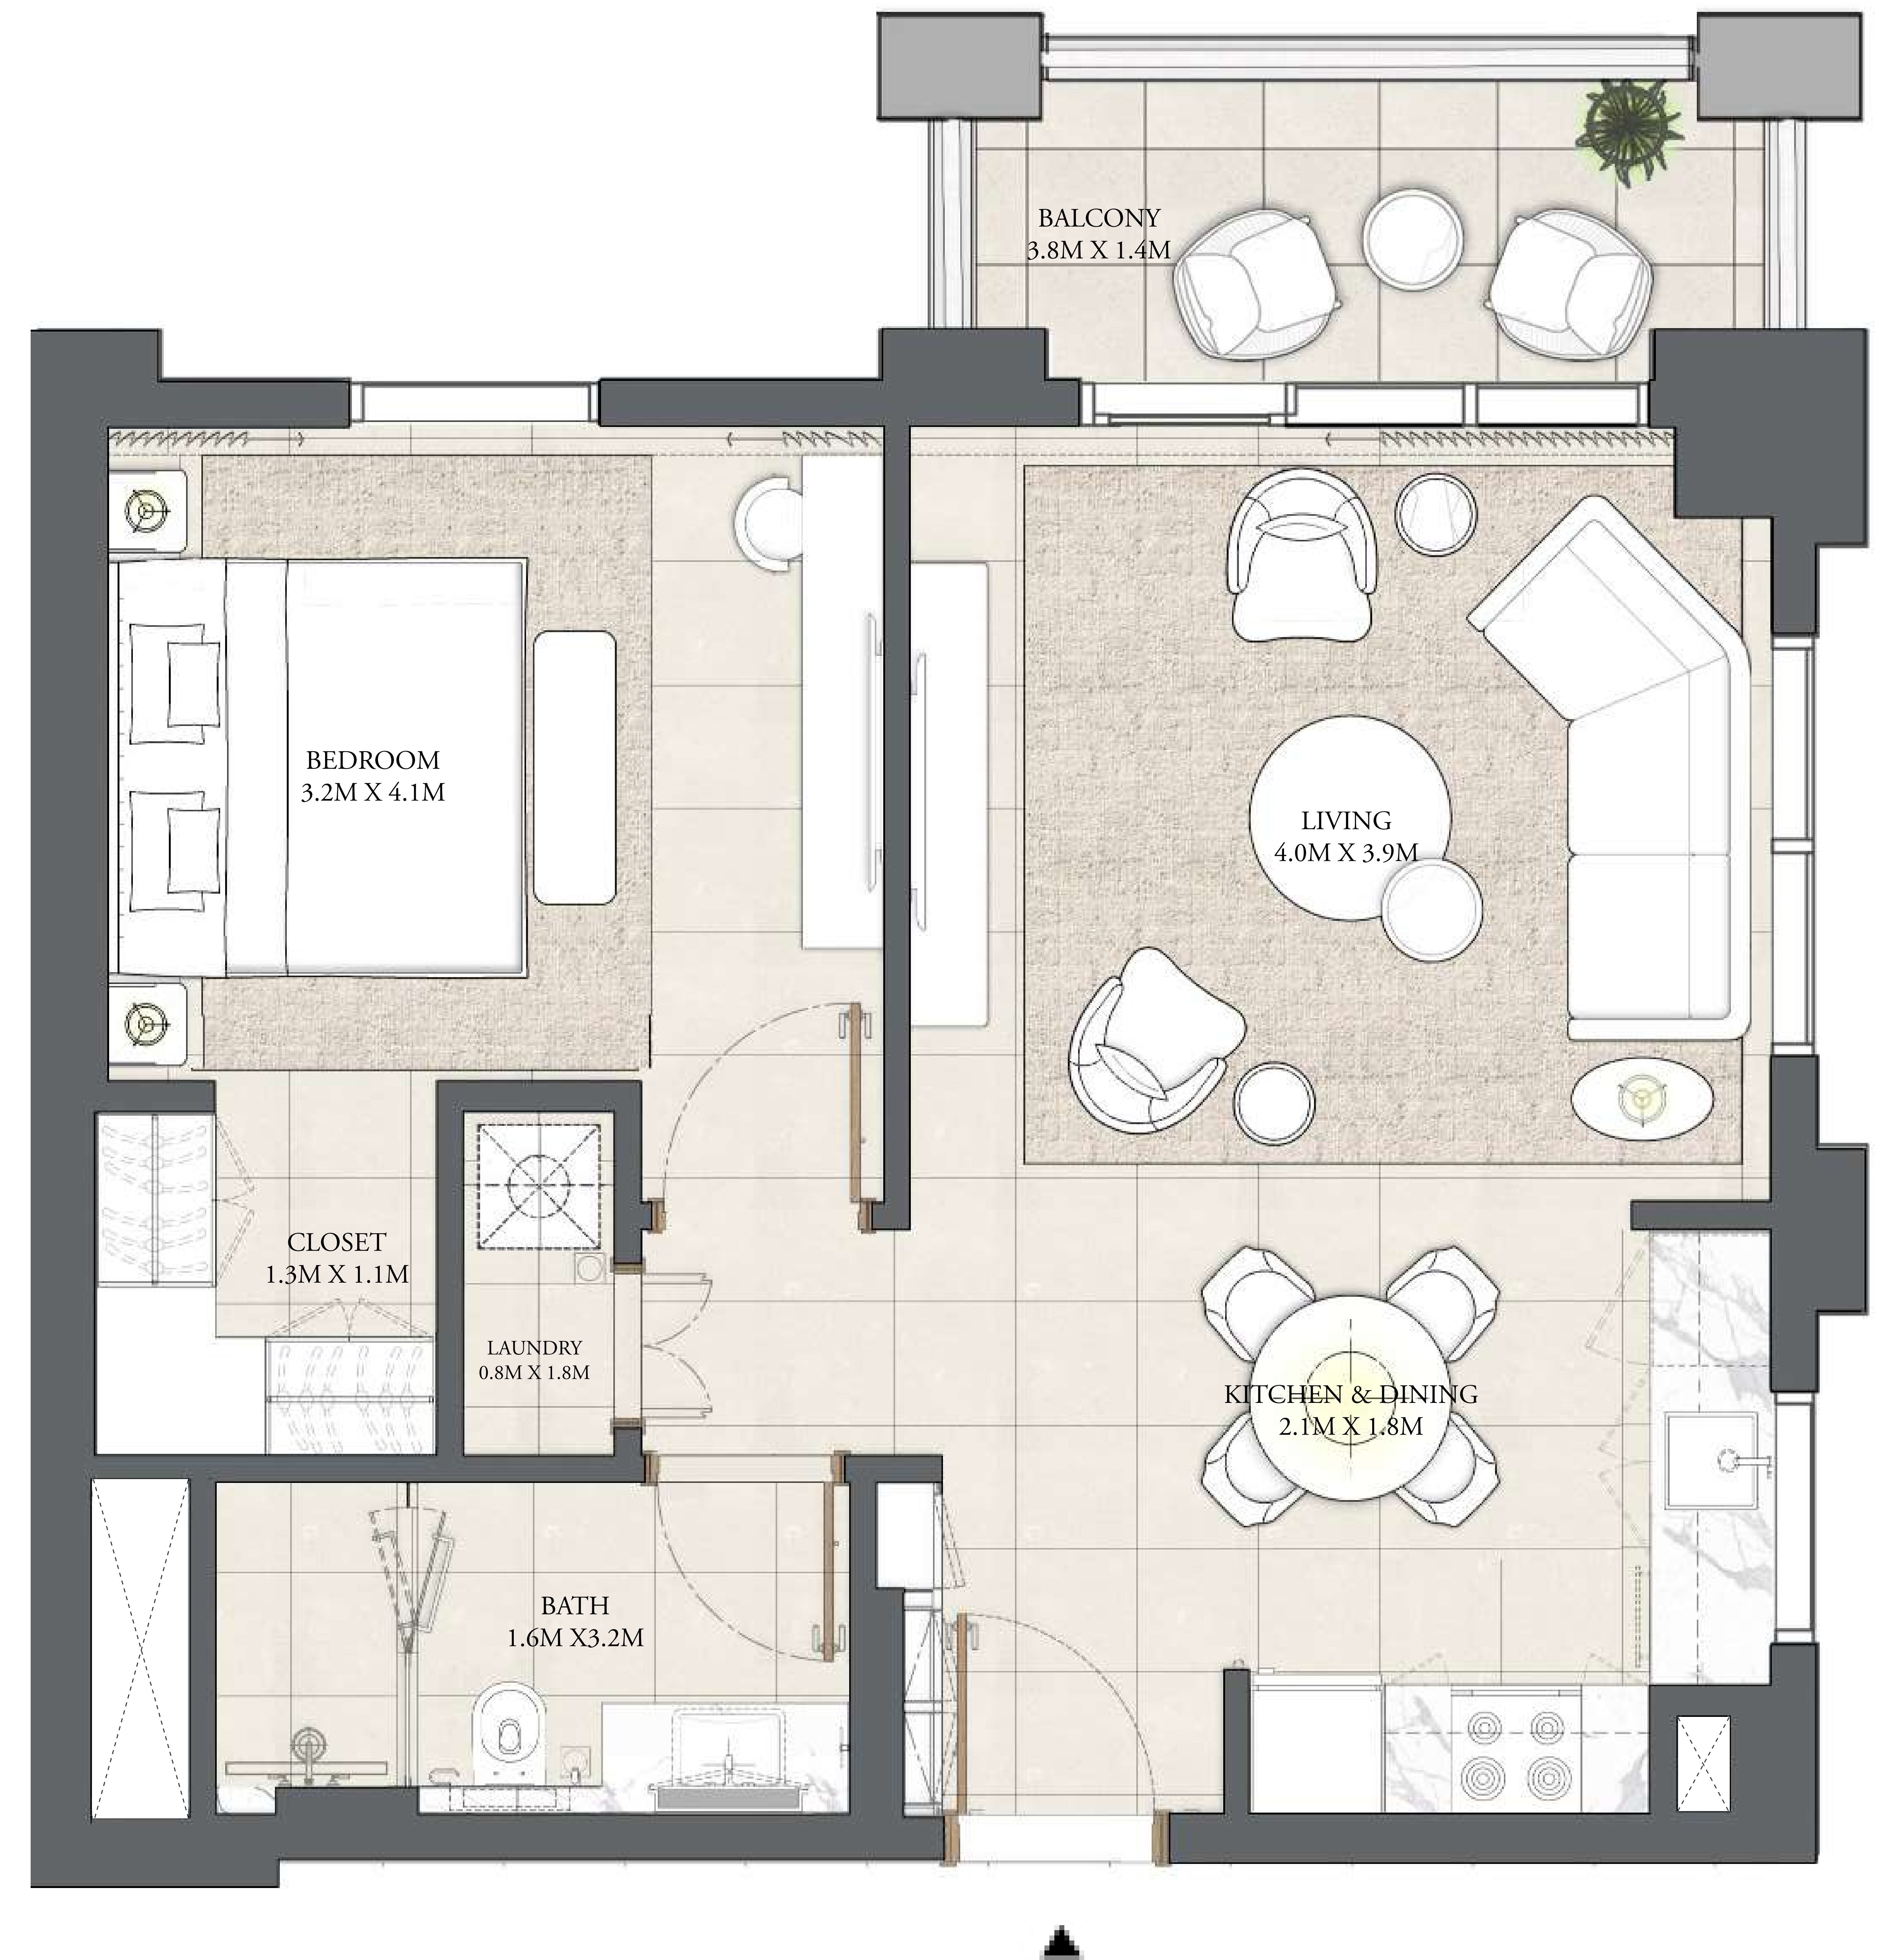 BALCONY
3.8M X 1.4M
BEDROOM
3.2M X 4.1M
LIVING
4.0M X 3.9M
CLOSET
1.3M X 1.1M
LAUNDRY
0.8M X 1.8M
KITCHEN & DINING
2.1M X 1.8M
BATH
1.6M X3.2M